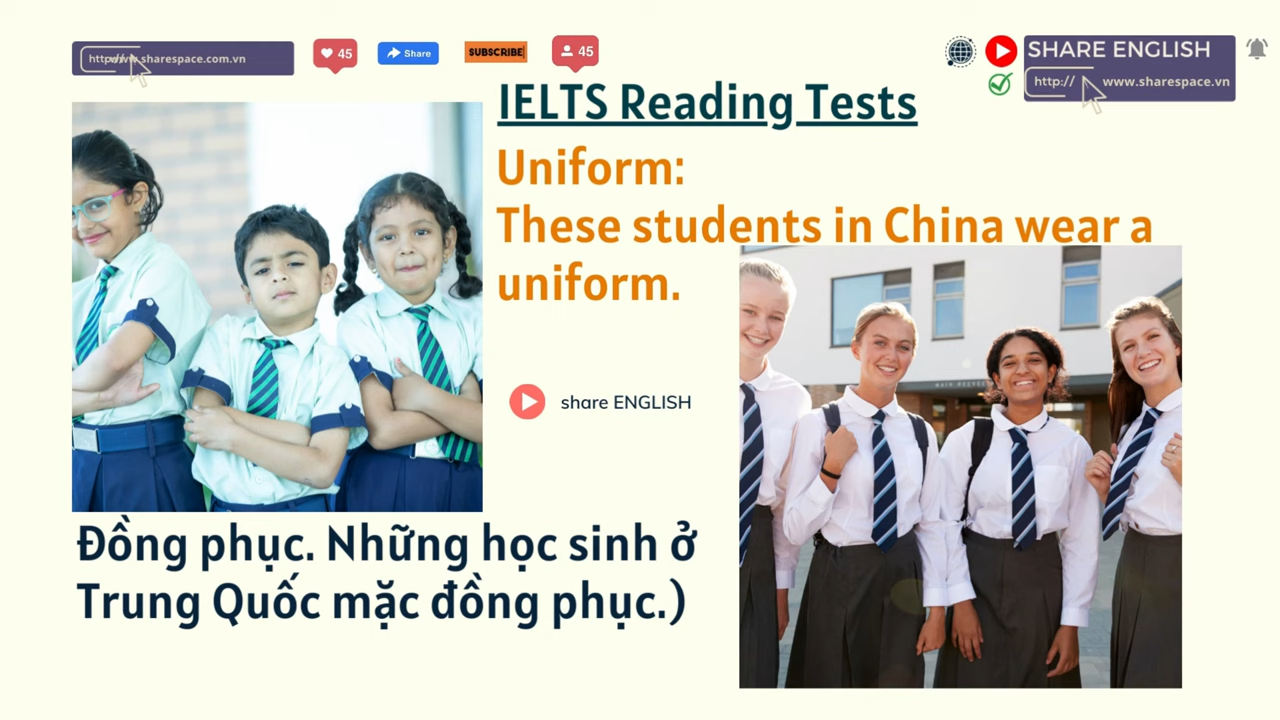 http://www.sharespace.com.vn
45
Share
SUBSCRIBE
45
SHARE ENGLISH
http:// www.sharespace.vn
IELTS Reading Tests
Uniform:
These students in China wear a
uniform.
share ENGLISH
Đồng phục. Những học sinh ở
Trung Quốc mặc đồng phục.)